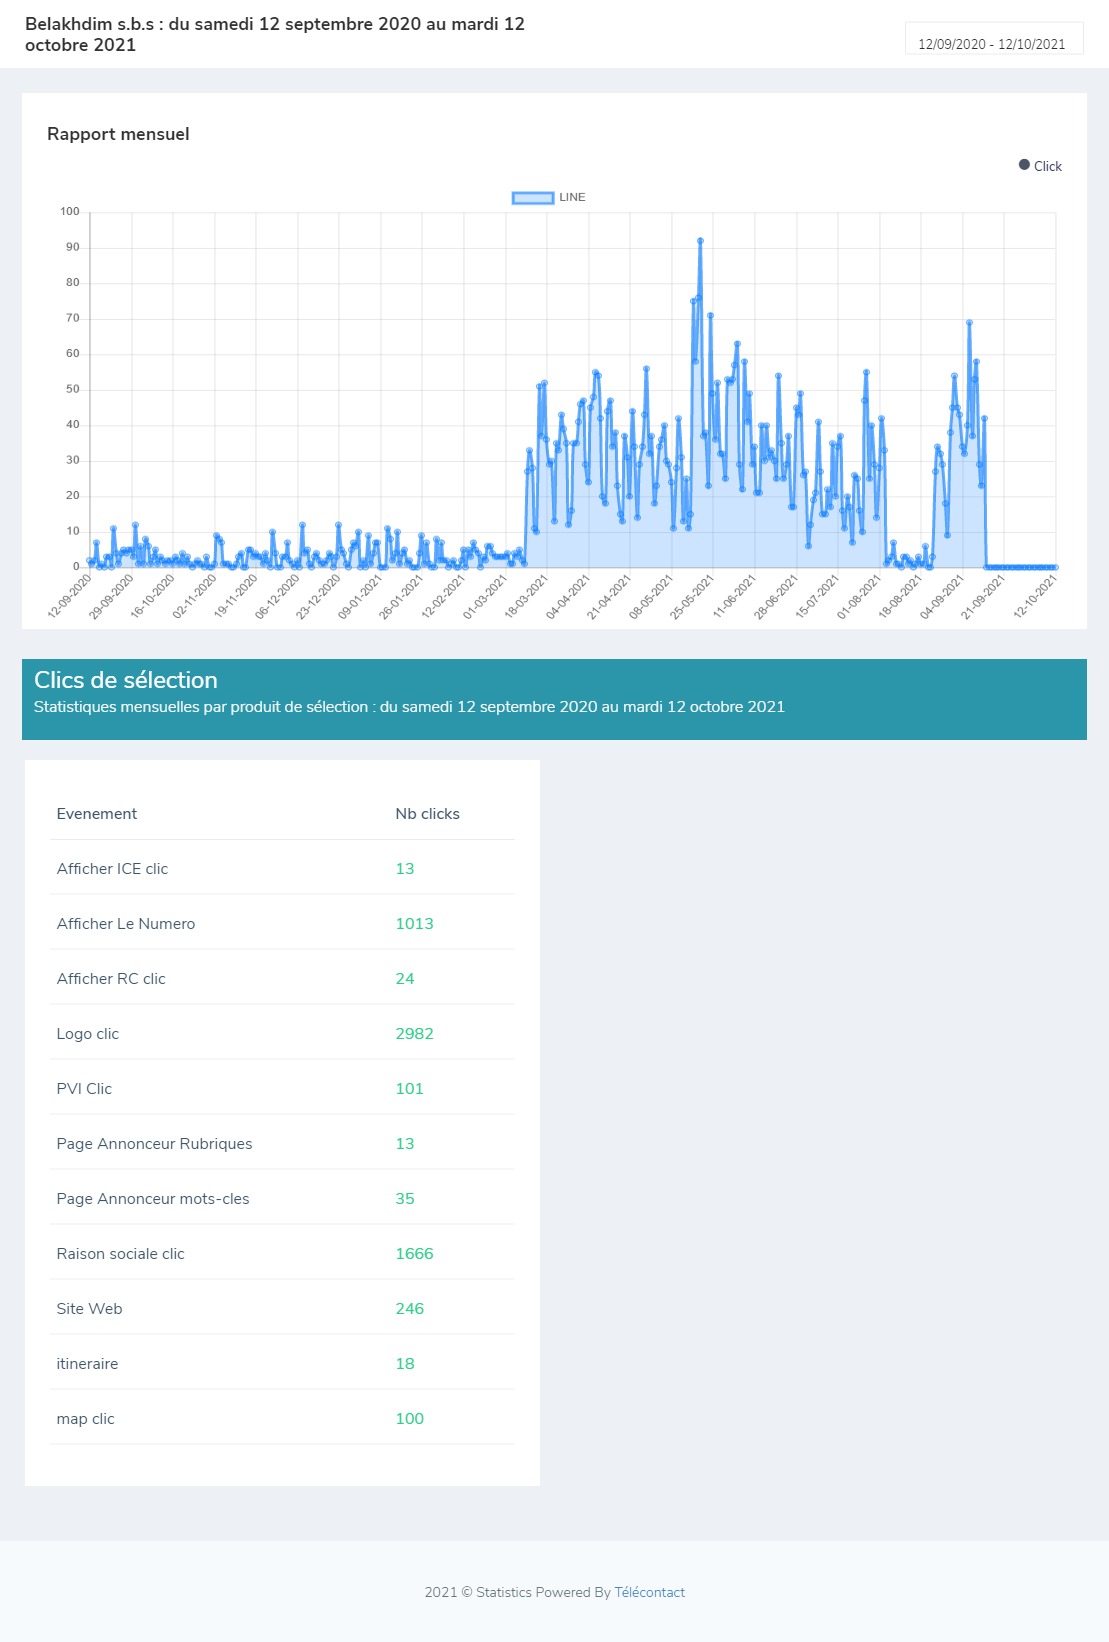 Belakhdim s.b.s : du samedi 12 septembre 2020 au mardi 12
octobre 2021
12/09/2020 - 12/10/2021
Rapport mensuel
Click
LINE
100
90
80
70
60
50
40
30
20
10
0
12-09-2020
29-09-2020
16-10-2020
02-11-2020
19-11-2020
06-12-2020
23-12-2020
09-01-2021
26-01-2021
12-02-2021
01-03-2021
18-03-2021
04-04-2021
21-04-2021
08-05-2021
25-05-2021
11-06-2021
28-06-2021
15-07-2021
01-08-2021
18-08-2021
04-09-2021
21-09-2021
12-10-2021
Clics de sélection
Statistiques mensuelles par produit de sélection : du samedi 12 septembre 2020 au mardi 12 octobre 2021
Evenement Nb clicks
Afficher ICE clic 13
Afficher Le Numero 1013
Afficher RC clic 24
Logo clic 2982
PVI Clic 101
Page Annonceur Rubriques 13
Page Annonceur mots-cles 35
Raison sociale clic 1666
Site Web 246
itineraire 18
map clic 100
2021 © Statistics Powered By Télécontact